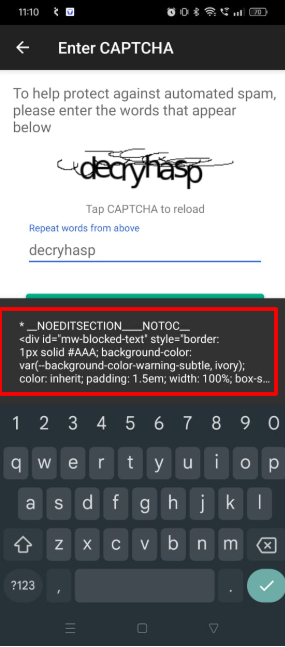 11:10
70
Enter CAPTCHA
To help protect against automated spam,
please enter the words that appear
below
decryhasp
Tap CAPTCHA to reload
Repeat words from above
decryhasp
* __NOEDITSECTION____NOTOC__
<div id="mw-blocked-text" style="border:
1px solid #AAA; background-color:
var(--background-color-warning-subtle, ivory);
color: inherit; padding: 1.5em; width: 100%; box-s...
1 2 3 4 5 6 7 8 9 0
q w e r t y u i o p
a s d f g h j k l
z x c v b n m
?123 , .